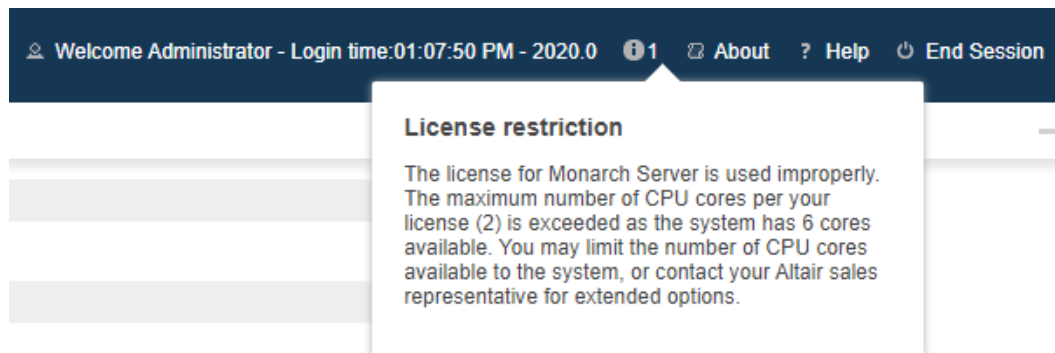 Welcome Administrator - Login time:01:07:50 PM - 2020.0 1 About ? Help End Session
License restriction
The license for Monarch Server is used improperly.
The maximum number of CPU cores per your
license (2) is exceeded as the system has 6 cores
available. You may limit the number of CPU cores
available to the system, or contact your Altair sales
representative for extended options.